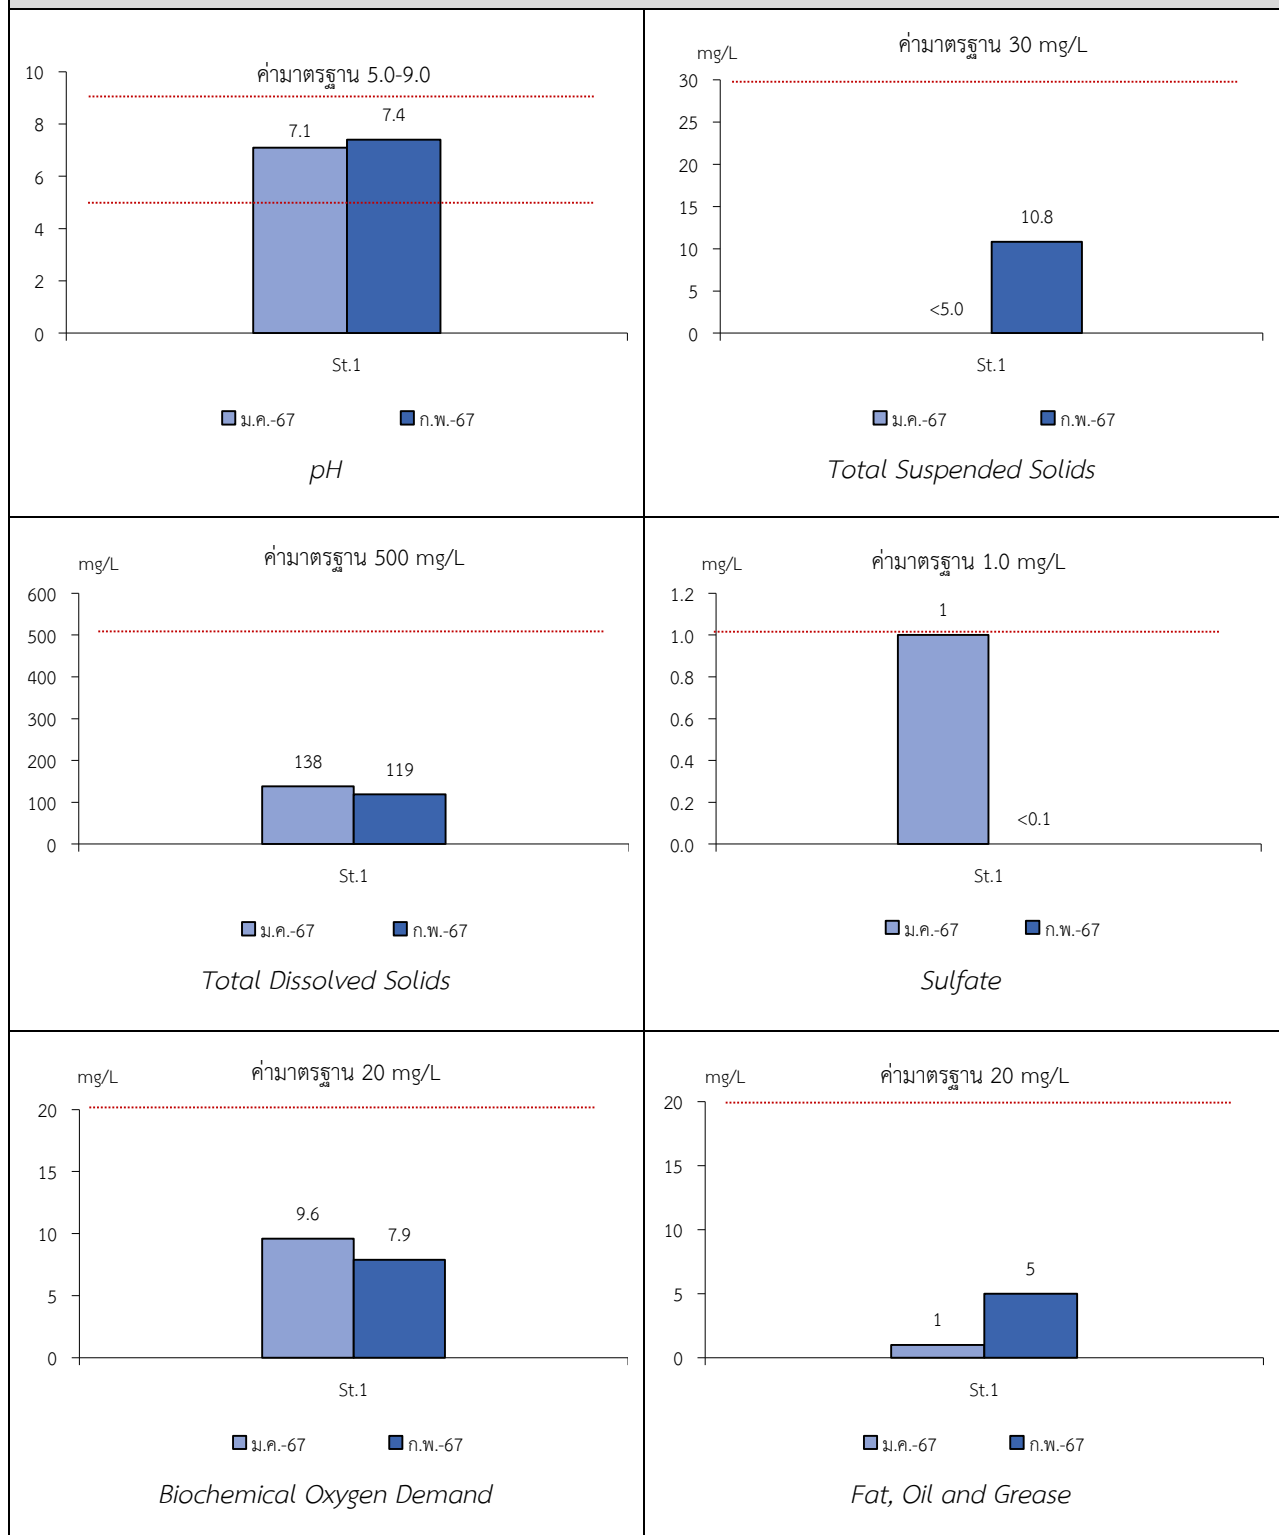 ค่ามาตรฐาน 5.0-9.0
10
8
6
4
2
0
7.1
7.4
St.1
ม.ค.-67 ก.พ.-67
pH
mg/L
ค่ามาตรฐาน 30 mg/L
30
25
20
15
10
5
0
<5.0
10.8
St.1
ม.ค.-67 ก.พ.-67
Total Suspended Solids
mg/L
ค่ามาตรฐาน 500 mg/L
600
500
400
300
200
100
0
138
119
St.1
ม.ค.-67 ก.พ.-67
Total Dissolved Solids
mg/L
ค่ามาตรฐาน 1.0 mg/L
1.2
1.0
0.8
0.6
0.4
0.2
0.0
1
<0.1
St.1
ม.ค.-67 ก.พ.-67
Sulfate
mg/L
ค่ามาตรฐาน 20 mg/L
20
15
10
5
0
9.6
7.9
St.1
ม.ค.-67 ก.พ.-67
Biochemical Oxygen Demand
mg/L
ค่ามาตรฐาน 20 mg/L
20
15
10
5
0
1
5
St.1
ม.ค.-67 ก.พ.-67
Fat, Oil and Grease